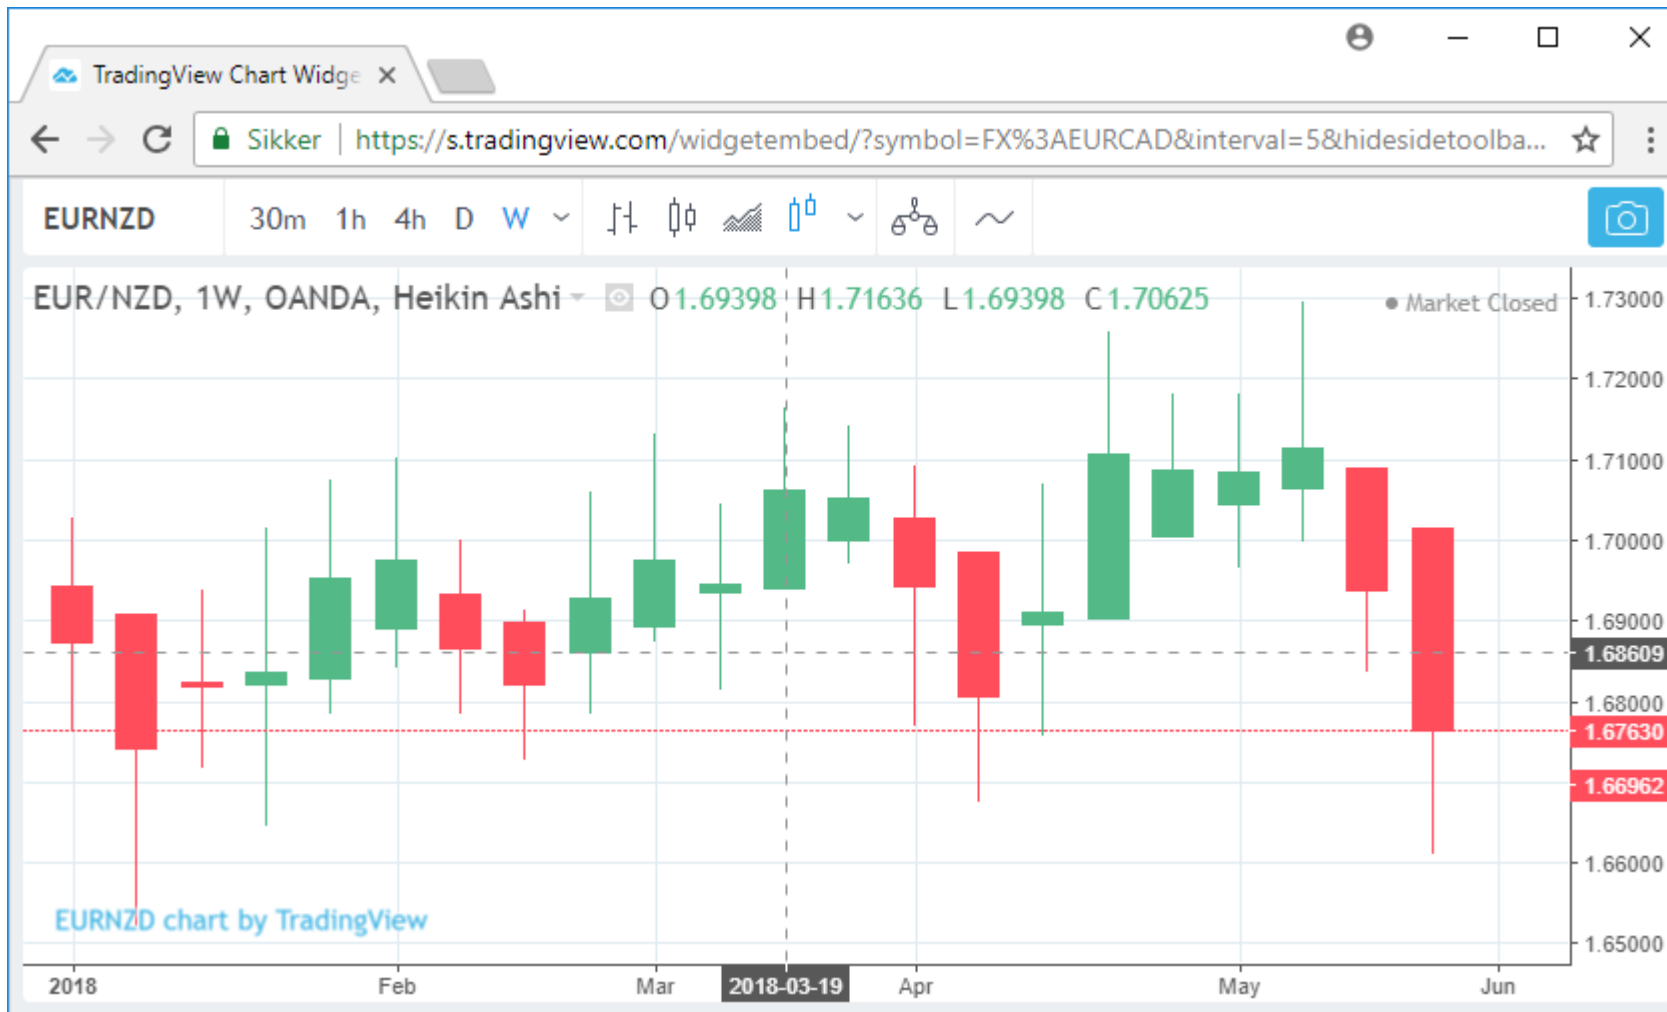 TradingView Chart Widge
Sikker https://s.tradingview.com/widgetembed/?symbol=FX%3AEURCAD&interval=5&hidesidetoolba...
EURNZD 30m 1h 4h D W
EUR/NZD, 1W, OANDA, Heikin Ashi O1.69398 H1.71636 L1.69398 C1.70625 Market Closed
1.73000
1.72000
1.71000
1.70000
1.69000
1.68609
1.68000
1.67630
1.66962
1.66000
1.65000
EURNZD chart by TradingView
2018 Feb Mar 2018-03-19 Apr May Jun